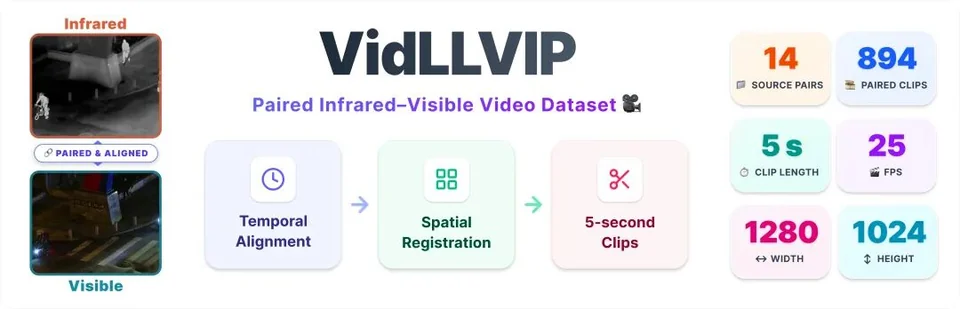 Infrared
PAIRED & ALIGNED
Visible
VidLLVIP
Paired Infrared–Visible Video Dataset
Temporal
Alignment
Spatial
Registration
5-second
Clips
14
SOURCE PAIRS
894
PAIRED CLIPS
5 s
CLIP LENGTH
25
FPS
1280
WIDTH
1024
HEIGHT